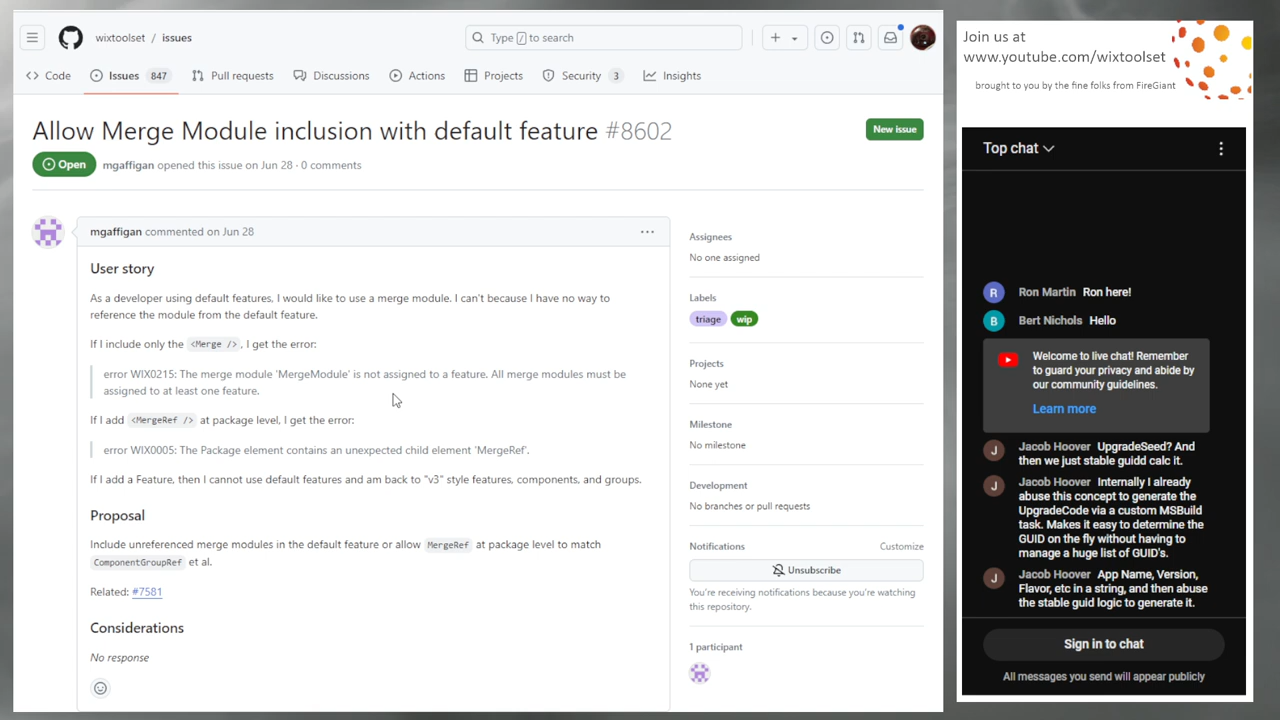 wixtoolset / issues
Type / to search
Code
Issues 847
Pull requests
Discussions
Actions
Projects
Security 3
Insights
Allow Merge Module inclusion with default feature #8602
New issue
Open
mgaffigan opened this issue on Jun 28 · 0 comments
mgaffigan commented on Jun 28
User story
As a developer using default features, I would like to use a merge module. I can't because I have no way to
reference the module from the default feature.
If I include only the <Merge />, I get the error:
error WIX0215: The merge module 'MergeModule' is not assigned to a feature. All merge modules must be
assigned to at least one feature.
If I add <MergeRef /> at package level, I get the error:
error WIX0005: The Package element contains an unexpected child element 'MergeRef'.
If I add a Feature, then I cannot use default features and am back to "v3" style features, components, and groups.
Proposal
Include unreferenced merge modules in the default feature or allow MergeRef at package level to match
ComponentGroupRef et al.
Related: #7581
Considerations
No response
Assignees
No one assigned
Labels
triage wip
Projects
None yet
Milestone
No milestone
Development
No branches or pull requests
Notifications
Customize
Unsubscribe
You're receiving notifications because you're watching
this repository.
1 participant
Join us at
www.youtube.com/wixtoolset
brought to you by the fine folks from FireGiant
Top chat
R Ron Martin Ron here!
B Bert Nichols Hello
Welcome to live chat! Remember
to guard your privacy and abide by
our community guidelines.
Learn more
J Jacob Hoover UpgradeSeed? And
then we just stable guidd calc it.
J Jacob Hoover Internally I already
abuse this concept to generate the
UpgradeCode via a custom MSBuild
task. Makes it easy to determine the
GUID on the fly without having to
manage a huge list of GUID's.
J Jacob Hoover App Name, Version,
Flavor, etc in a string, and then abuse
the stable guid logic to generate it.
Sign in to chat
All messages you send will appear publicly